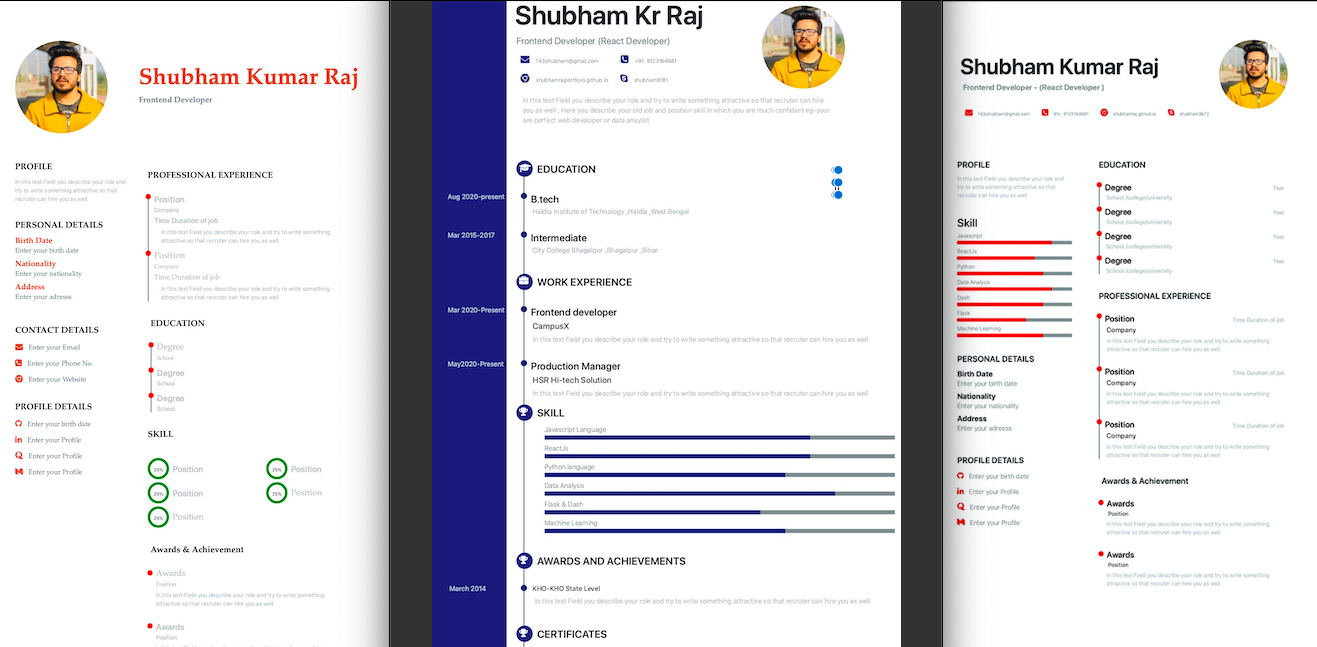 Shubham Kumar Raj
Frontend Developer
PROFILE
In this text Field you describe your role and
try to write something attractive so that
recruter can hire you as well
PERSONAL DETAILS
Birth Date
Enter your birth date
Nationality
Enter your nationality
Address
Enter your adresss
CONTACT DETAILS
Enter your Email
Enter your Phone No.
Enter your Website
PROFILE DETAILS
Enter your birth date
Enter your Profile
Enter your Profile
Enter your Profile
PROFESSIONAL EXPERIENCE
Position
Company
Time Duration of job
In this text Field you describe your role and try to write something
attractive so that recruter can hire you as well
Position
Company
Time Duration of job
In this text Field you describe your role and try to write something
attractive so that recruter can hire you as well
EDUCATION
Degree
School
Degree
School
Degree
School
SKILL
25% Position
25% Position
25% Position
25% Position
25% Position
Awards & Achievement
Awards
Position
In this text Field you describe your role and try to write something
attractive so that recruter can hire you as well
Awards
Position
Shubham Kr Raj
Frontend Developer (React Developer)
143jshubham@gmail.com
+91. 9123164681
shubhamrajportfolio.github.io
shubham8181
In this text Field you describe your role and try to write something attractive so that recruter can hire
you as well , Here you describe your old job and position skill in which you are much confident eg-your
are perfect web developer or data anaylist
EDUCATION
Aug 2020-present
B.tech
Haldia Institute of Technology ,Haldia ,West Bengal
Mar 2015-2017
Intermediate
City College Bhagalpur ,Bhagalpur ,Bihar
WORK EXPERIENCE
Mar 2020-Present
Frontend developer
CampusX
In this text Field you describe your role and try to write something attractive so that recruter can hire you as well
May2020-Present
Production Manager
HSR Hi-tech Solution
In this text Field you describe your role and try to write something attractive so that recruter can hire you as well
SKILL
Javascript Language
ReactJs
Python language
Data Analysis
Flask & Dash
Machine Learning
AWARDS AND ACHIEVEMENTS
March 2014
KHO-KHO State Level
In this text Field you describe your role and try to write something attractive so that recruter can hire you as well
CERTIFICATES
Shubham Kumar Raj
Frontend Developer - (React Developer )
143jshubham@gmail.com
91+. 9123164681
shubhamraj.github.io
shubham3672
PROFILE
In this text Field you describe your role and
try to write something attractive so that
recruter can hire you as well
Skill
Javascript
ReactJs
Python
Data Analysis
Dash
Flask
Machine Learning
PERSONAL DETAILS
Birth Date
Enter your birth date
Nationality
Enter your nationality
Address
Enter your adresss
PROFILE DETAILS
Enter your birth date
Enter your Profile
Enter your Profile
Enter your Profile
EDUCATION
Degree Year
School /college/university
Degree Year
School /college/university
Degree Year
School /college/university
Degree Year
School /college/university
PROFESSIONAL EXPERIENCE
Position Time Duration of job
Company
In this text Field you describe your role and try to write something
attractive so that recruter can hire you as well
Position Time Duration of job
Company
In this text Field you describe your role and try to write something
attractive so that recruter can hire you as well
Position Time Duration of job
Company
In this text Field you describe your role and try to write something
attractive so that recruter can hire you as well
Awards & Achievement
Awards
Position
In this text Field you describe your role and try to write something
attractive so that recruter can hire you as well
Awards
Position
In this text Field you describe your role and try to write something
attractive so that recruter can hire you as well